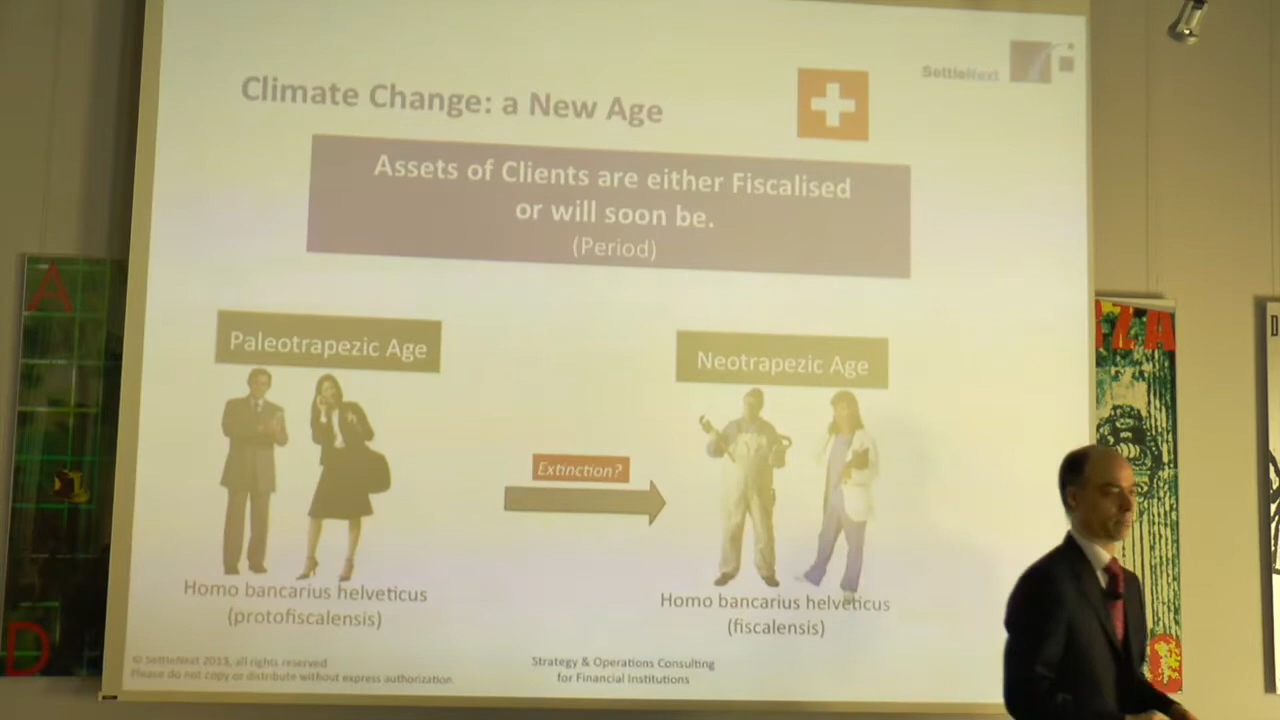 SettleNext
Climate Change: a New Age
Assets of Clients are either Fiscalised
or will soon be.
(Period)
Paleotrapezic Age
Neotrapezic Age
Extinction?
Homo bancarius helveticus
(protofiscalensis)
Homo bancarius helveticus
(fiscalensis)
© SettleNext 2013, all rights reserved
Please do not copy or distribute without express authorization.
Strategy & Operations Consulting
for Financial Institutions
A
D
IZA
D